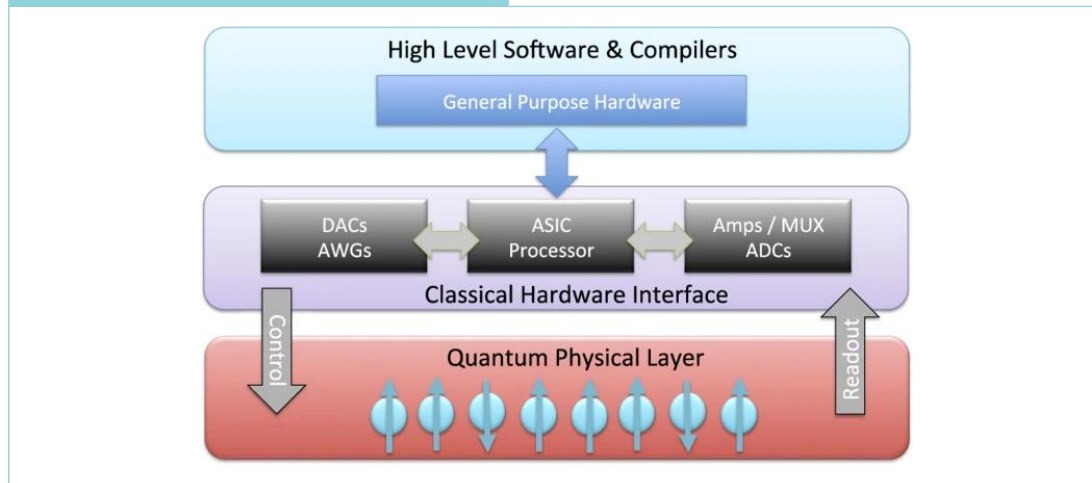 High Level Software & Compilers
General Purpose Hardware
DACs
AWGs
ASIC
Processor
Amps / MUX
ADCs
Classical Hardware Interface
Control
Readout
Quantum Physical Layer